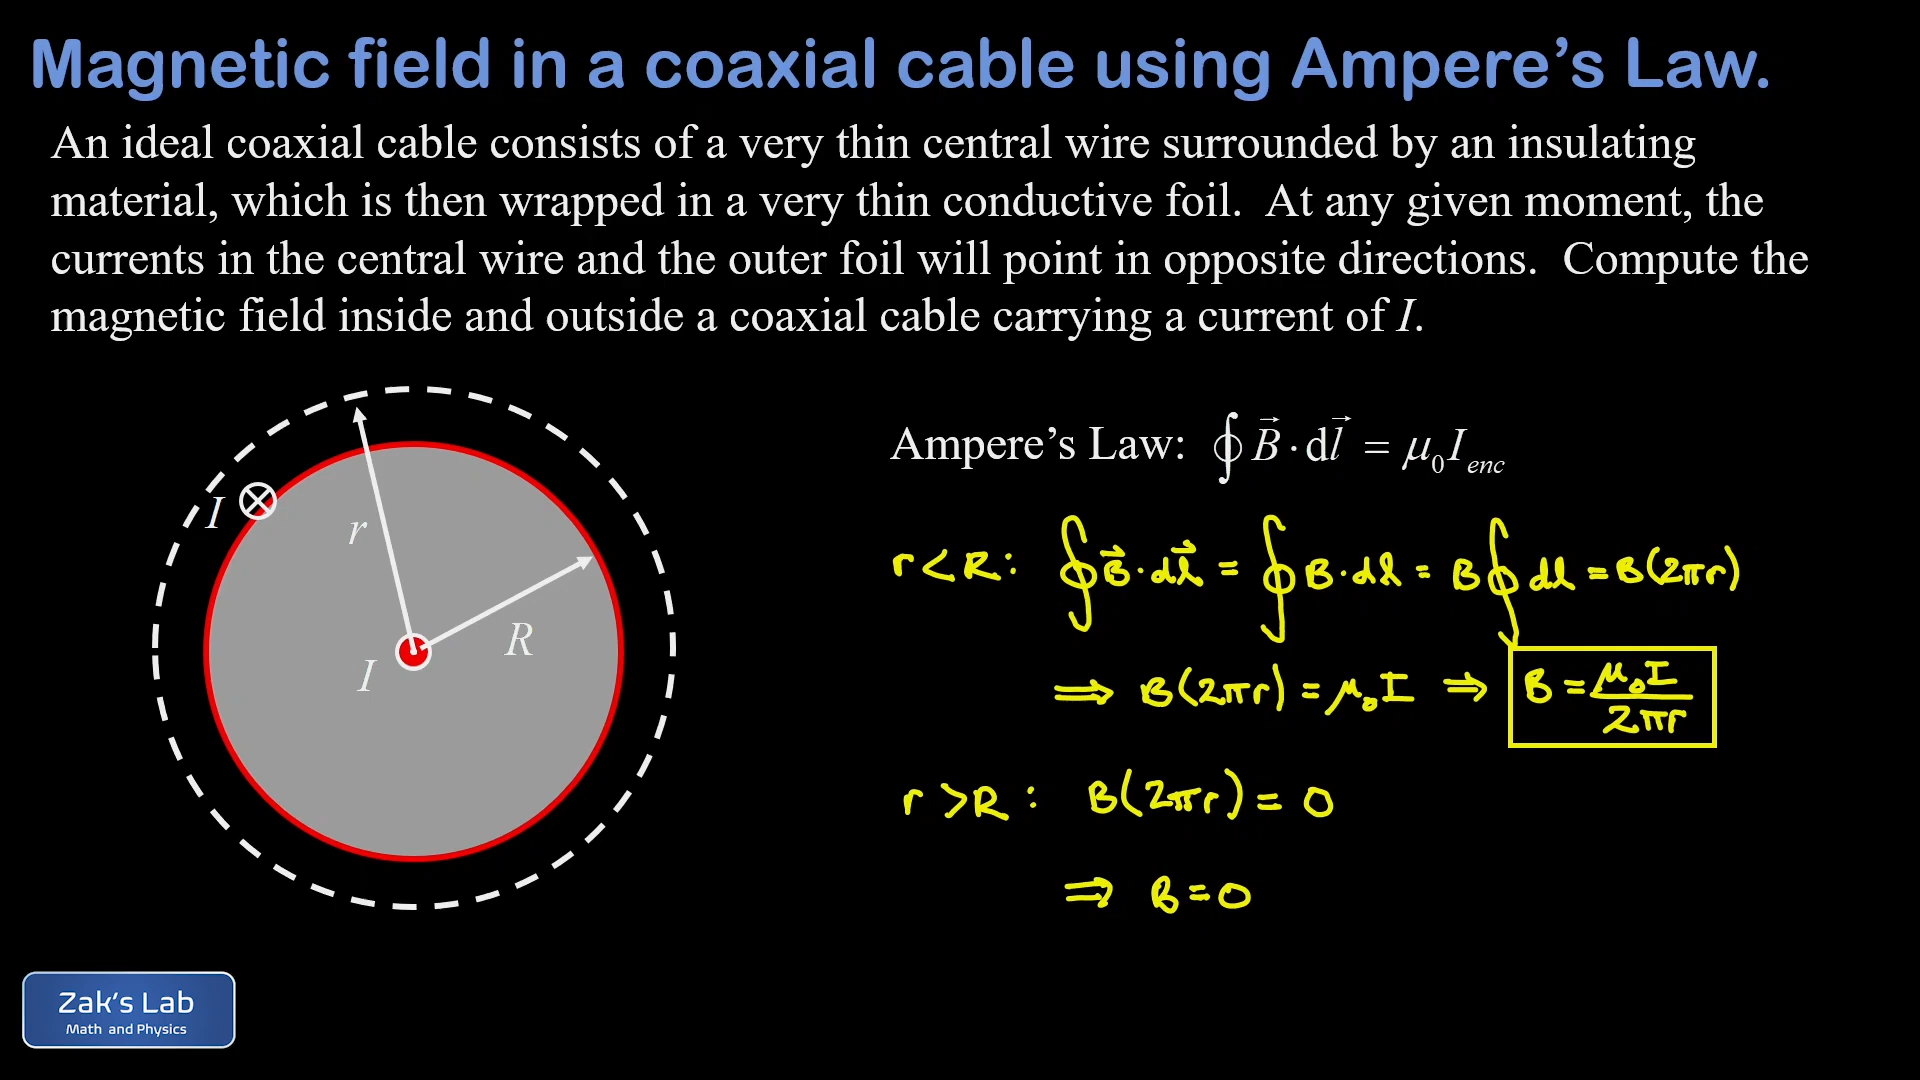 Magnetic field in a coaxial cable using Ampere’s Law.
An ideal coaxial cable consists of a very thin central wire surrounded by an insulating
material, which is then wrapped in a very thin conductive foil. At any given moment, the
currents in the central wire and the outer foil will point in opposite directions. Compute the
magnetic field inside and outside a coaxial cable carrying a current of I.
I
r
R
I
Ampere’s Law: ∮ B⃗ · dl⃗ = μ₀I_enc
r < R : ∮ B⃗ · dl⃗ = ∮ B · dl = B ∮ dl = B(2πr)
⇒ B(2πr) = μ₀I ⇒ B = μ₀I / 2πr
r > R : B(2πr) = 0
⇒ B = 0
Zak’s Lab
Math and Physics